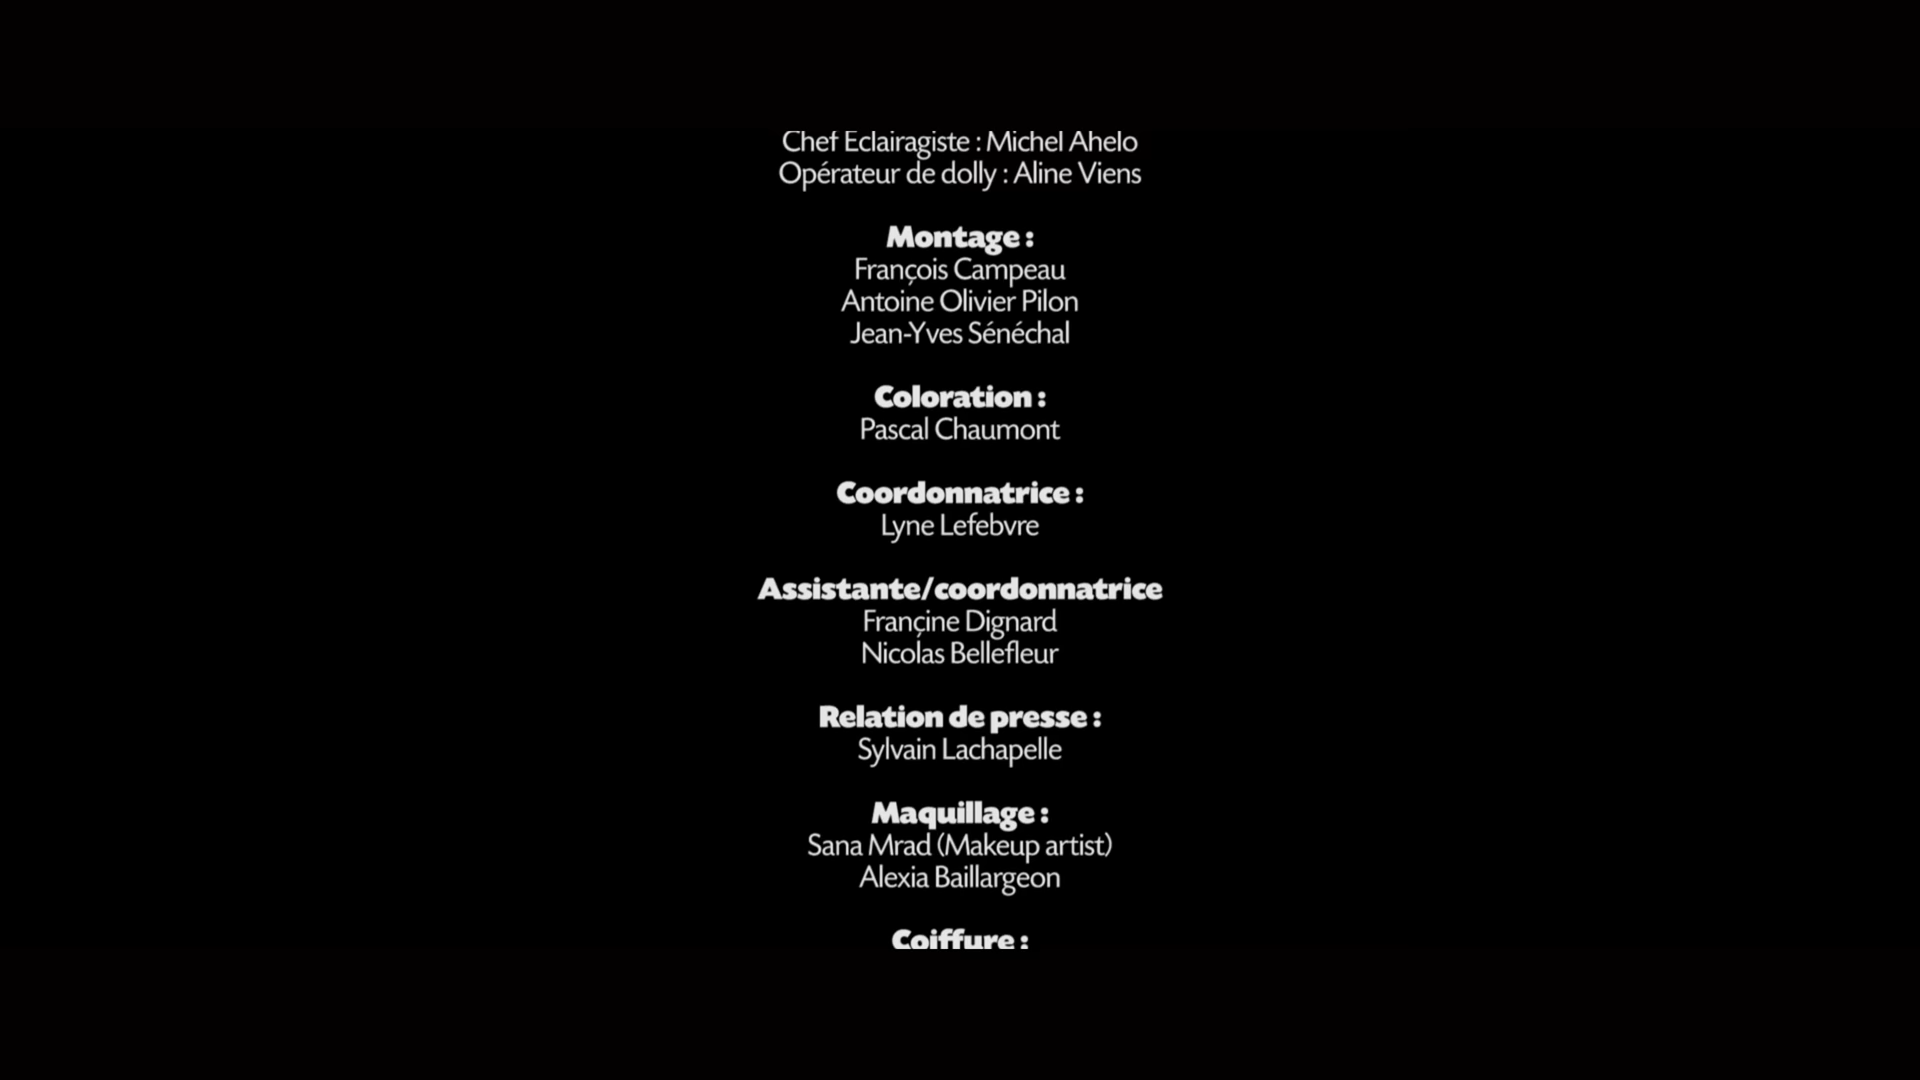 Chef Eclairagiste : Michel Ahelo
Opérateur de dolly : Aline Viens
Montage :
François Campeau
Antoine Olivier Pilon
Jean-Yves Sénéchal
Coloration :
Pascal Chaumont
Coordonnatrice :
Lyne Lefebvre
Assistante/coordonnatrice
Françine Dignard
Nicolas Bellefleur
Relation de presse :
Sylvain Lachapelle
Maquillage :
Sana Mrad (Makeup artist)
Alexia Baillargeon
Coiffure :